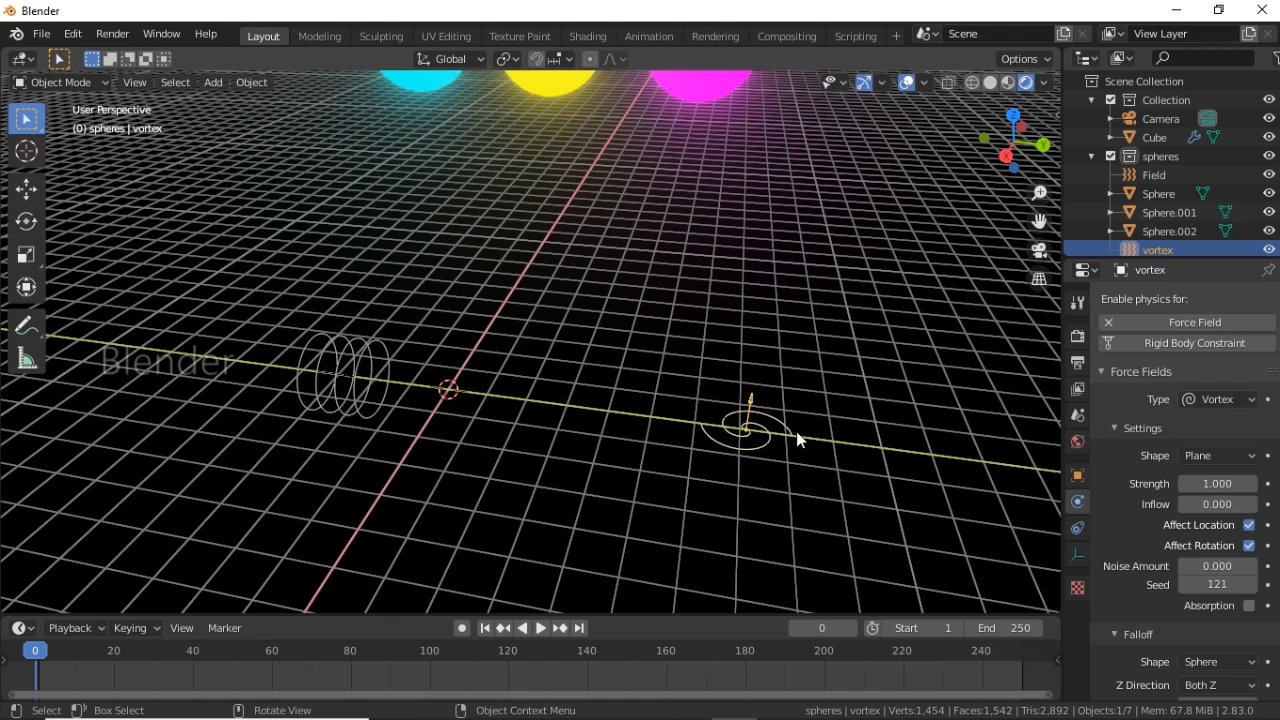 Blender
File Edit Render Window Help
Layout Modeling Sculpting UV Editing Texture Paint Shading Animation Rendering Compositing Scripting +
Scene
View Layer
Global
Options
Object Mode View Select Add Object
User Perspective
(0) spheres | vortex
Z
Y
X
Blender
Scene Collection
Collection
Camera
Cube
spheres
Field
Sphere
Sphere.001
Sphere.002
vortex
vortex
Enable physics for:
Force Field
Rigid Body Constraint
Force Fields
Type Vortex
Settings
Shape Plane
Strength 1.000
Inflow 0.000
Affect Location
Affect Rotation
Noise Amount 0.000
Seed 121
Absorption
Falloff
Shape Sphere
Z Direction Both Z
Playback Keying View Marker
0 Start 1 End 250
0 20 40 60 80 100 120 140 160 180 200 220 240
Select Box Select Rotate View Object Context Menu
spheres | vortex | Verts:1,454 | Faces:1,542 | Tris:2,892 | Objects:1/7 | Mem: 67.8 MiB | 2.83.0